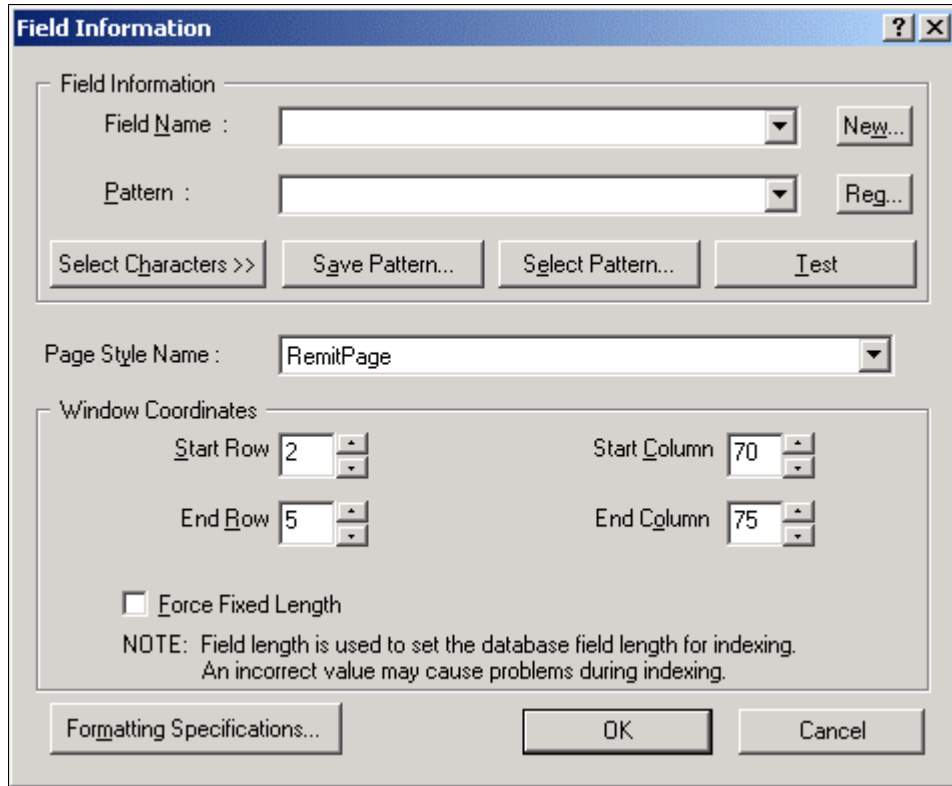 Field Information
Field Information
Field Name :
New...
Pattern :
Reg...
Select Characters >>
Save Pattern...
Select Pattern...
Test
Page Style Name :
RemitPage
Window Coordinates
Start Row 2
Start Column 70
End Row 5
End Column 75
Force Fixed Length
NOTE: Field length is used to set the database field length for indexing.
An incorrect value may cause problems during indexing.
Formatting Specifications...
OK
Cancel